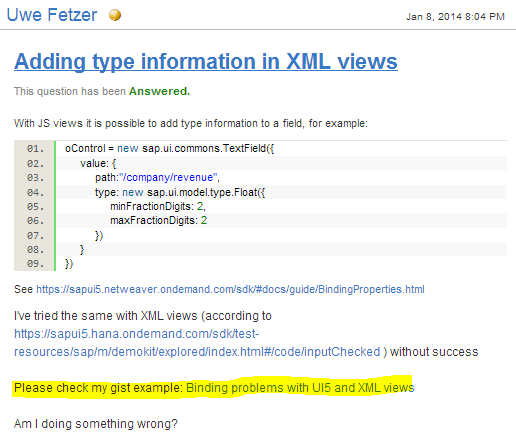 Uwe Fetzer
Jan 8, 2014 8:04 PM
Adding type information in XML views
This question has been Answered.
With JS views it is possible to add type information to a field, for example:
01. oControl = new sap.ui.commons.TextField({
02. value: {
03. path:"/company/revenue",
04. type: new sap.ui.model.type.Float({
05. minFractionDigits: 2,
06. maxFractionDigits: 2
07. })
08. }
09. })
See https://sapui5.netweaver.ondemand.com/sdk/#docs/guide/BindingProperties.html
I've tried the same with XML views (according to
https://sapui5.hana.ondemand.com/sdk/test-
resources/sap/m/demokit/explored/index.html#/code/inputChecked ) without success
Please check my gist example: Binding problems with UI5 and XML views
Am I doing something wrong?